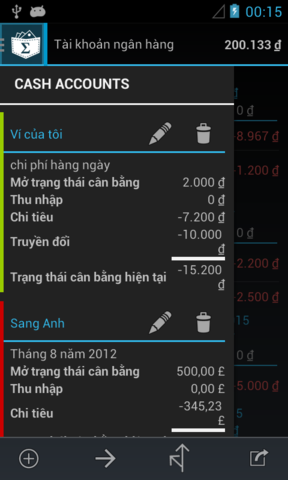 00:15
Σ
Tài khoản ngân hàng 200.133 ₫
CASH ACCOUNTS
0 ₫
Ví của tôi
-8.967 ₫
chi phí hàng ngày
Mở trạng thái cân bằng 2.000 ₫
-1.200 ₫
Thu nhập 0 ₫
Chi tiêu -7.200 ₫
Truyền đổi -10.000 ₫
0 ₫
Trạng thái cân bằng hiện tại -15.200 ₫
-2.200 ₫
-2.500 ₫
Sang Anh
15
Tháng 8 năm 2012
0 ₫
Mở trạng thái cân bằng 500,00 £
Thu nhập 0,00 £
-5.000 ₫
Chi tiêu -345,23 £